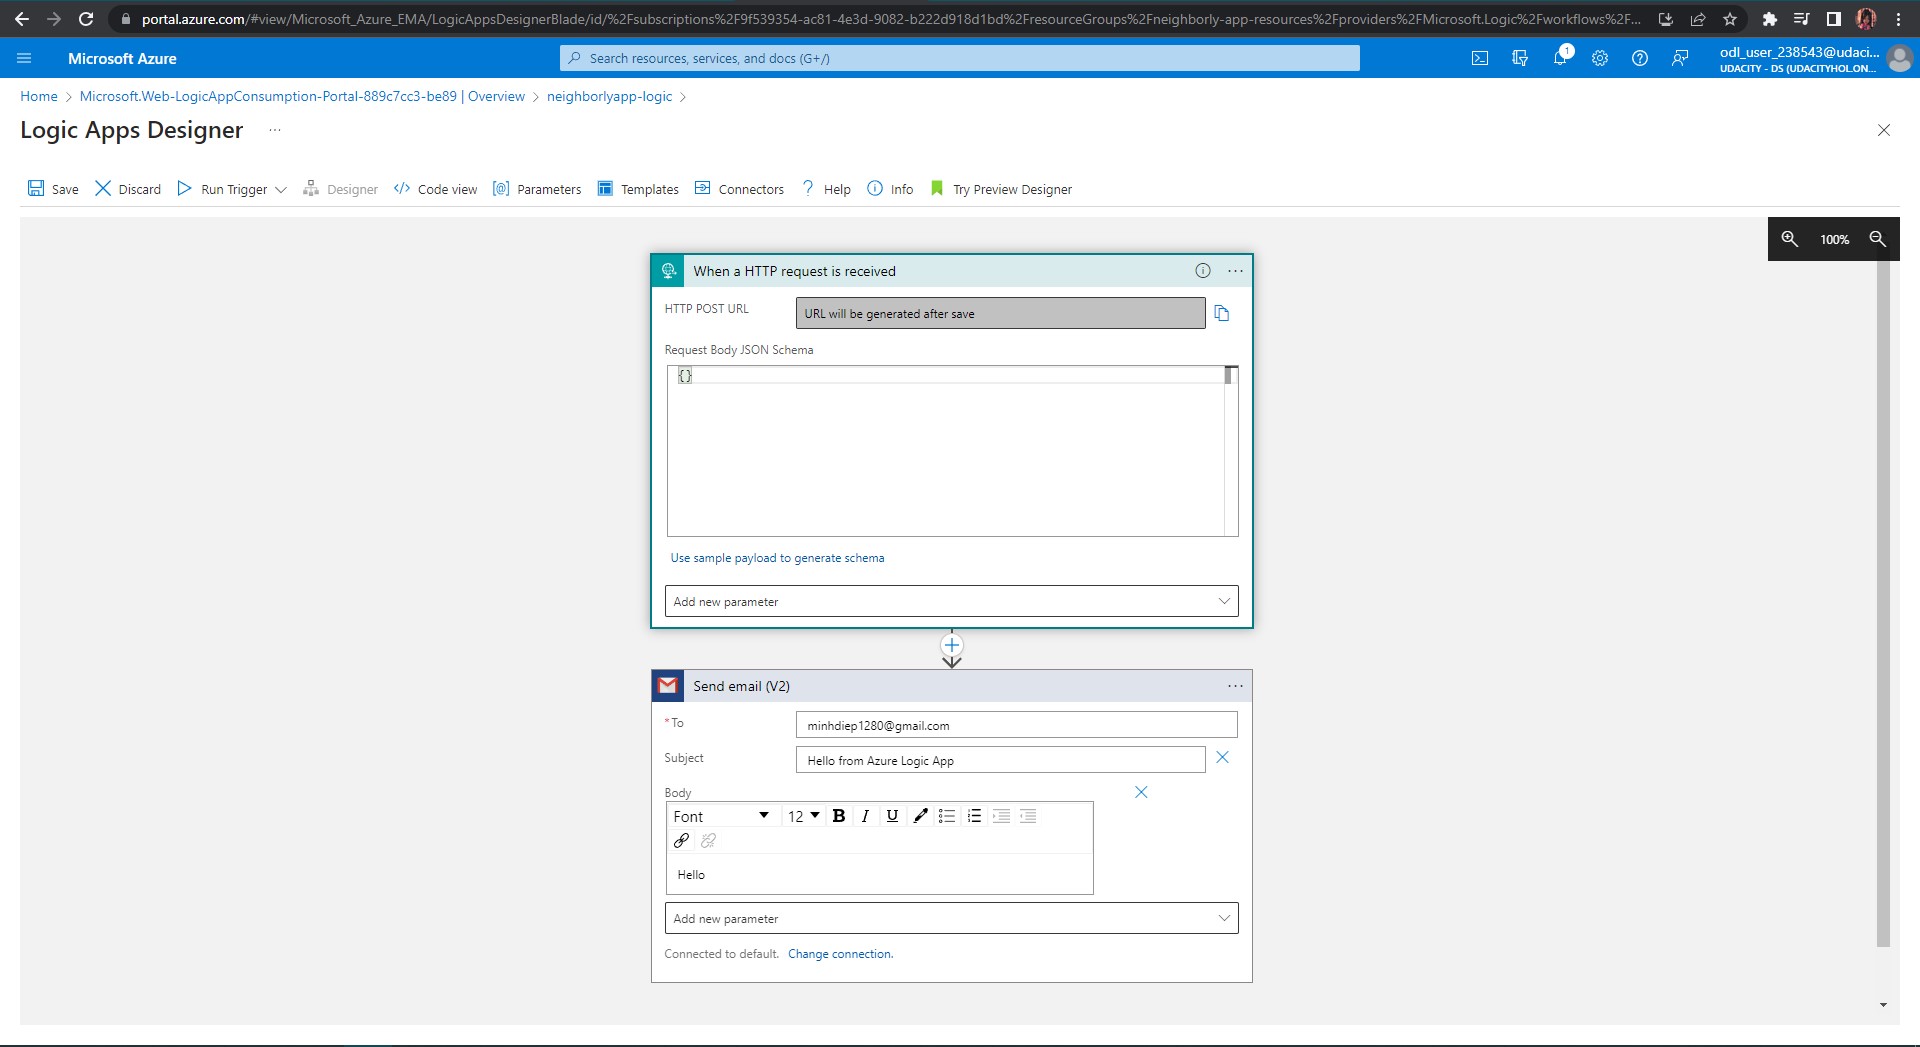 portal.azure.com/#view/Microsoft_Azure_EMA/LogicAppsDesignerBlade/id/%2Fsubscriptions%2F9f539354-ac81-4e3d-9082-b222d918d1bd%2FresourceGroups%2Fneighborly-app-resources%2Fproviders%2FMicrosoft.Logic%2Fworkflows%2F...
Microsoft Azure
Search resources, services, and docs (G+/)
1
odl_user_238543@udaci...
UDACITY - DS (UDACITYHOL.ON...
Home > Microsoft.Web-LogicAppConsumption-Portal-889c7cc3-be89 | Overview > neighborlyapp-logic >
Logic Apps Designer ...
Save Discard Run Trigger Designer Code view Parameters Templates Connectors Help Info Try Preview Designer
100%
When a HTTP request is received
HTTP POST URL URL will be generated after save
Request Body JSON Schema
{}
Use sample payload to generate schema
Add new parameter
Send email (V2)
* To minhdiep1280@gmail.com
Subject Hello from Azure Logic App
Body
Font 12 B I U
Hello
Add new parameter
Connected to default. Change connection.